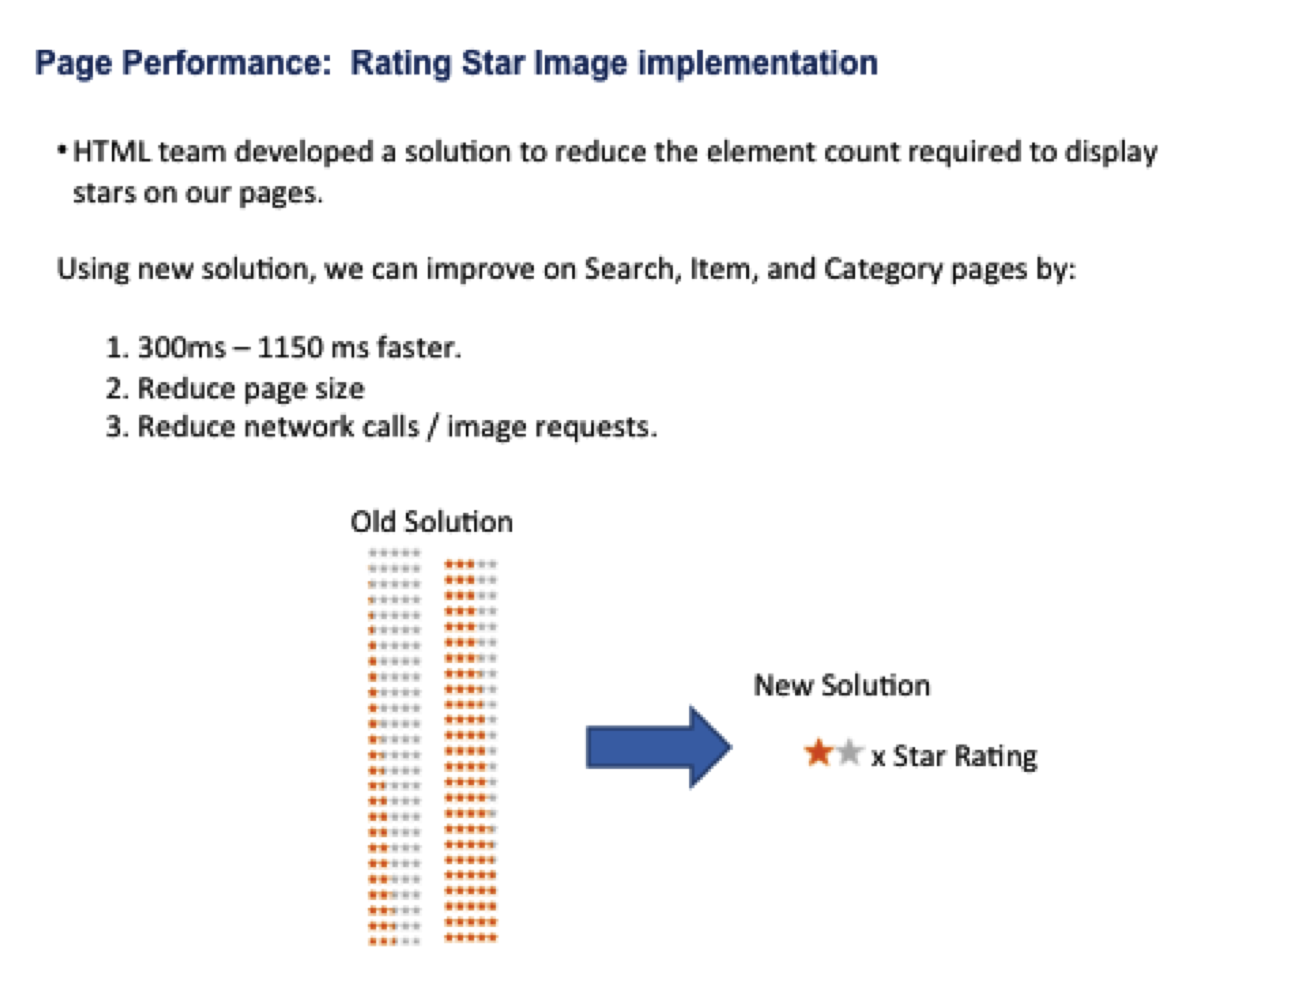 Page Performance:  Rating Star Image implementation
• HTML team developed a solution to reduce the element count required to display
stars on our pages.
Using new solution, we can improve on Search, Item, and Category pages by:
1. 300ms – 1150 ms faster.
2. Reduce page size
3. Reduce network calls / image requests.
Old Solution
New Solution
x Star Rating